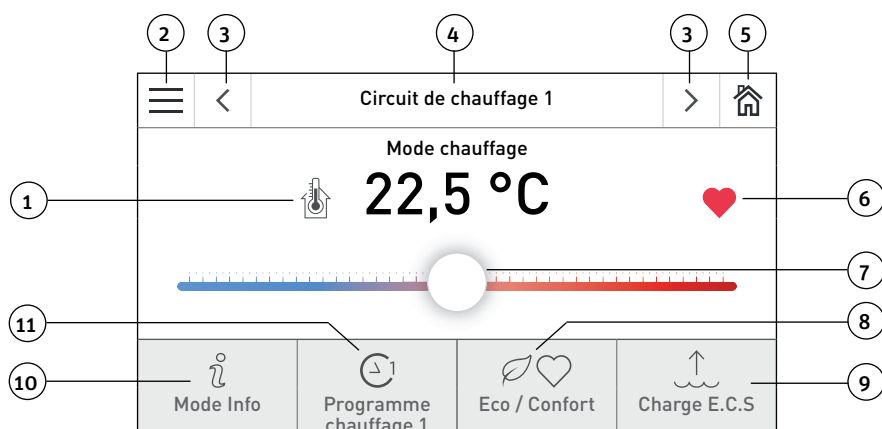 2 3 4 3 5
Circuit de chauffage 1
Mode chauffage
1 22,5 °C 6
7
11 8
1
10 9
Mode Info Programme Eco / Confort Charge E.C.S
chauffage 1